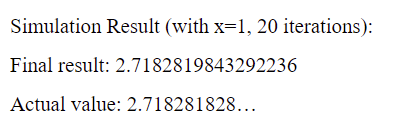 Simulation Result (with x=1, 20 iterations):
Final result: 2.7182819843292236
Actual value: 2.718281828…